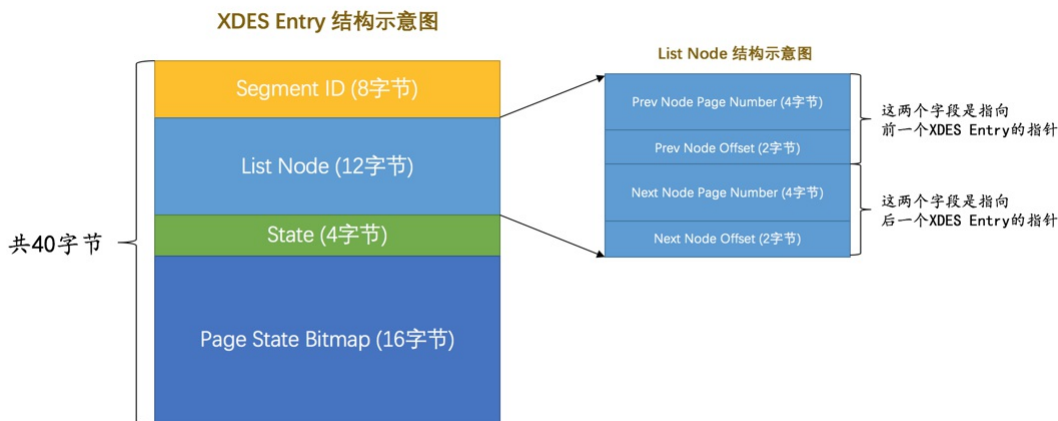 XDES Entry 结构示意图
共40字节
Segment ID (8字节)
List Node (12字节)
State (4字节)
Page State Bitmap (16字节)
List Node 结构示意图
Prev Node Page Number (4字节)
Prev Node Offset (2字节)
Next Node Page Number (4字节)
Next Node Offset (2字节)
这两个字段是指向
前一个XDES Entry的指针
这两个字段是指向
后一个XDES Entry的指针